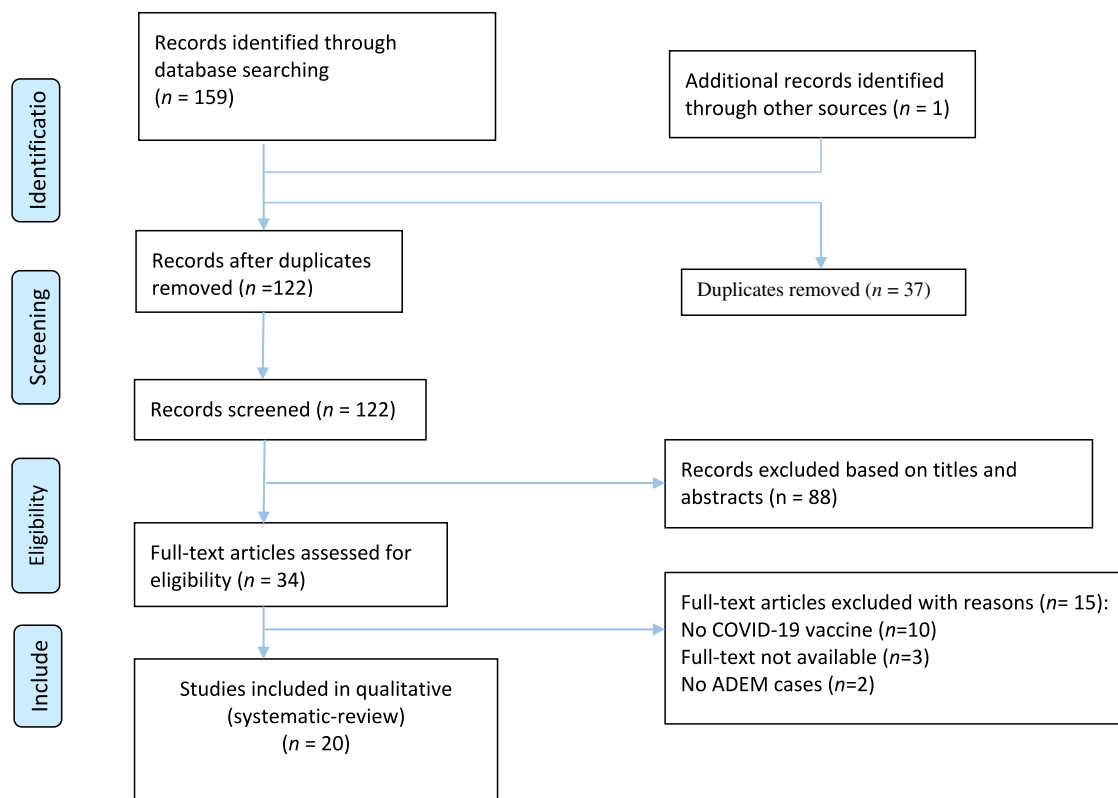 Records identified through
database searching
(n = 159)
Additional records identified
through other sources (n = 1)
Identificatio
Records after duplicates
removed (n =122)
Duplicates removed (n = 37)
Screening
Records screened (n = 122)
Records excluded based on titles and
abstracts (n = 88)
Eligibility
Full-text articles assessed for
eligibility (n = 34)
Full-text articles excluded with reasons (n= 15):
No COVID-19 vaccine (n=10)
Full-text not available (n=3)
No ADEM cases (n=2)
Include
Studies included in qualitative
(systematic-review)
(n = 20)